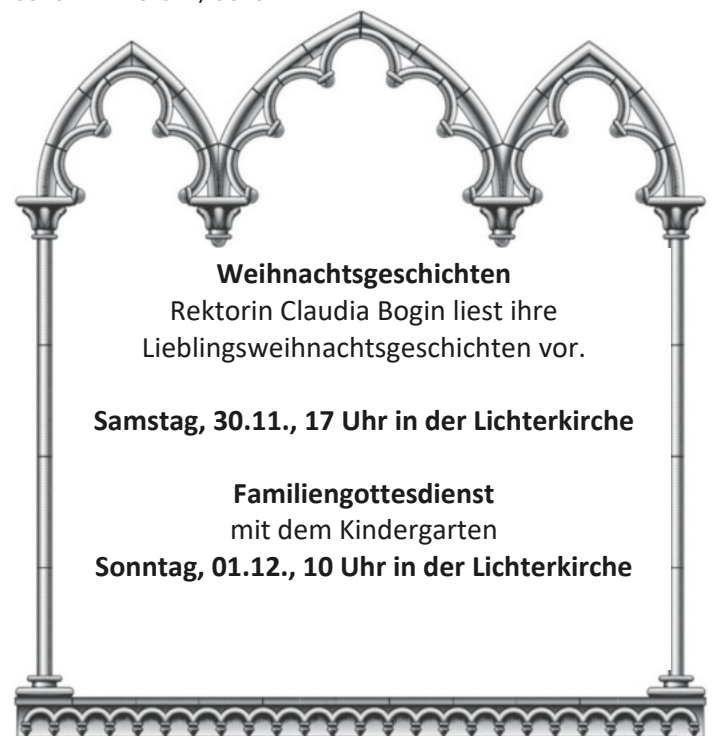 Weihnachtsgeschichten
Rektorin Claudia Bogin liest ihre
Lieblingsweihnachtsgeschichten vor.
Samstag, 30.11., 17 Uhr in der Lichterkirche
Familiengottesdienst
mit dem Kindergarten
Sonntag, 01.12., 10 Uhr in der Lichterkirche